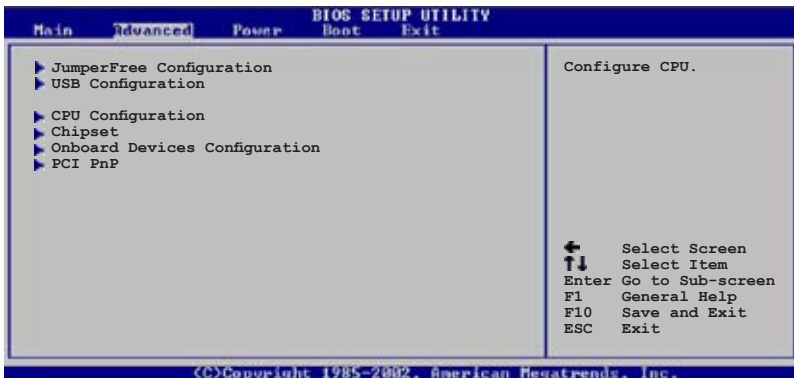 BIOS SETUP UTILITY
Main Advanced Power Boot Exit
JumperFree Configuration
USB Configuration
CPU Configuration
Chipset
Onboard Devices Configuration
PCI PnP
Configure CPU.
Select Screen
Select Item
Enter Go to Sub-screen
F1 General Help
F10 Save and Exit
ESC Exit
(C)Copyright 1985-2002, American Megatrends, Inc.